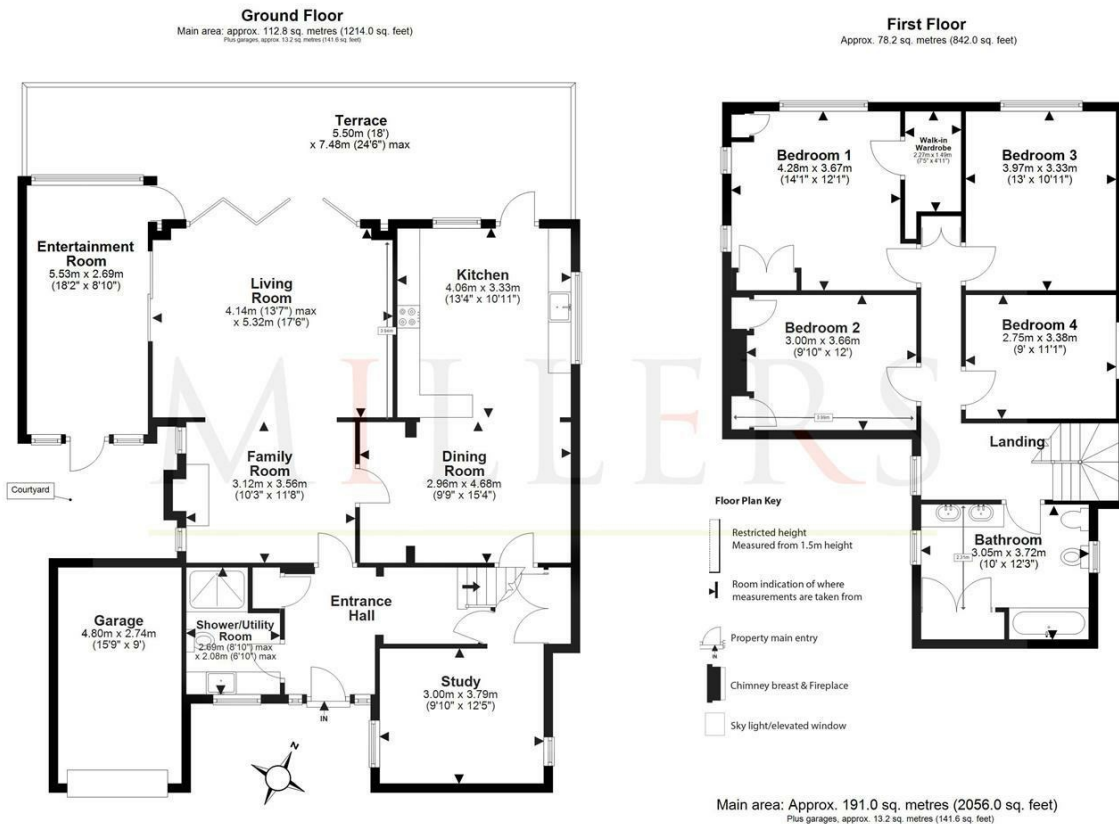 Ground Floor
Main area: approx. 112.8 sq. metres (1214.0 sq. feet)
Plus garages, approx. 13.2 sq. metres (141.6 sq. feet)
Terrace
5.50m (18')
x 7.48m (24'6") max
Entertainment
Room
5.53m x 2.69m
(18'2" x 8'10")
Living
Room
4.14m (13'7") max
x 5.32m (17'6")
Kitchen
4.06m x 3.33m
(13'4" x 10'11")
Family
Room
3.12m x 3.56m
(10'3" x 11'8")
Dining
Room
2.96m x 4.68m
(9'9" x 15'4")
Courtyard
Garage
4.80m x 2.74m
(15'9" x 9')
Shower/Utility
Room
2.69m (8'10") max
x 2.08m (6'10") max
Entrance
Hall
Study
3.00m x 3.79m
(9'10" x 12'5")
IN
N
First Floor
Approx. 78.2 sq. metres (842.0 sq. feet)
Bedroom 1
4.28m x 3.67m
(14'1" x 12'1")
Walk-in
Wardrobe
2.27m x 1.49m
(7'5" x 4'11")
Bedroom 3
3.97m x 3.33m
(13' x 10'11")
Bedroom 2
3.00m x 3.66m
(9'10" x 12')
Bedroom 4
2.75m x 3.38m
(9' x 11'1")
Landing
Bathroom
3.05m x 3.72m
(10' x 12'3")
MILLERS
Floor Plan Key
Restricted height
Measured from 1.5m height
Room indication of where
measurements are taken from
Property main entry
IN
Chimney breast & Fireplace
Sky light/elevated window
Main area: Approx. 191.0 sq. metres (2056.0 sq. feet)
Plus garages, approx. 13.2 sq. metres (141.6 sq. feet)